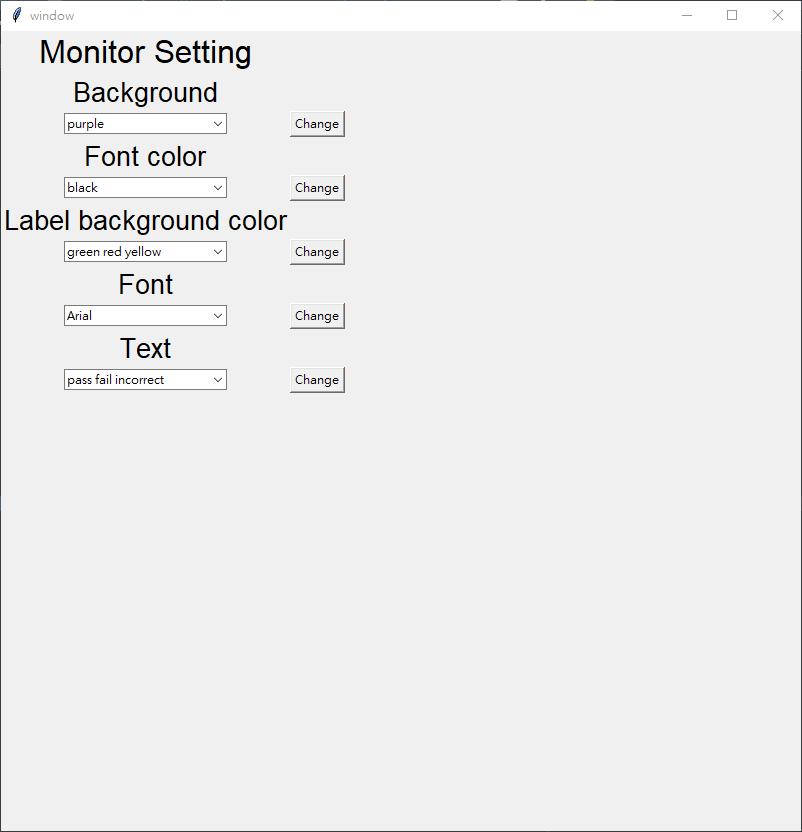 window
Monitor Setting
Background
purple Change
Font color
black Change
Label background color
green red yellow Change
Font
Arial Change
Text
pass fail incorrect Change